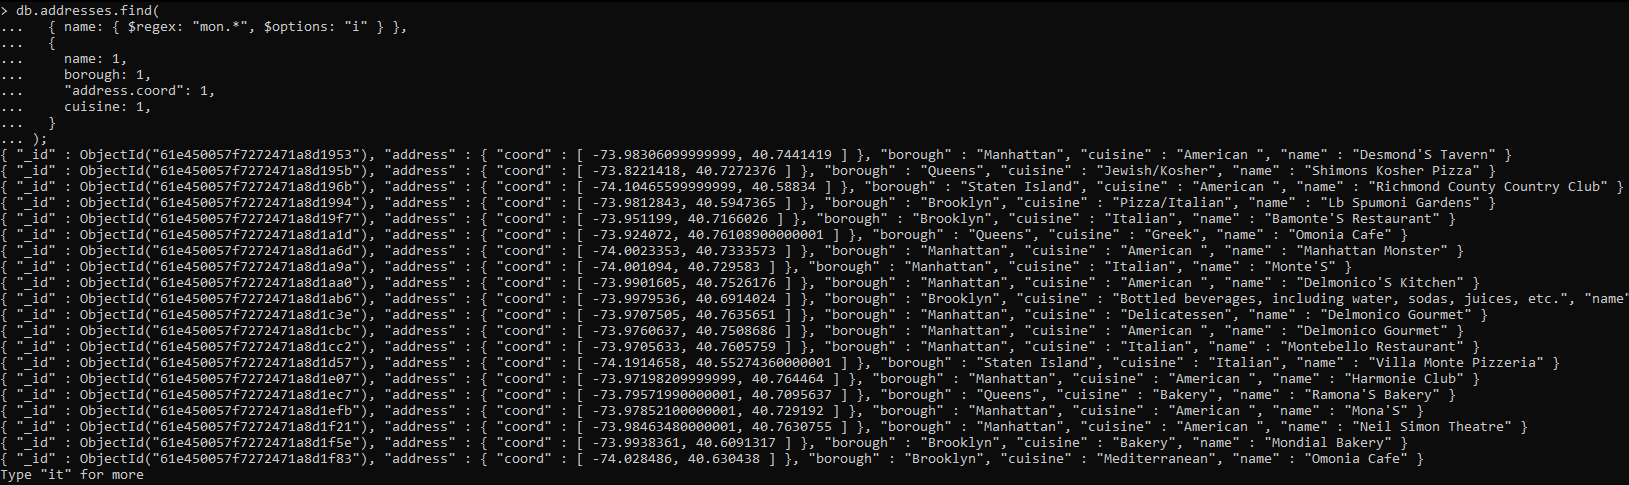 > db.addresses.find(
...   { name: { $regex: "mon.*", $options: "i" } },
...   {
...     name: 1,
...     borough: 1,
...     "address.coord": 1,
...     cuisine: 1,
...   }
... );
{ "_id" : ObjectId("61e450057f7272471a8d1953"), "address" : { "coord" : [ -73.98306099999999, 40.7441419 ] }, "borough" : "Manhattan", "cuisine" : "American ", "name" : "Desmond'S Tavern" }
{ "_id" : ObjectId("61e450057f7272471a8d195b"), "address" : { "coord" : [ -73.8221418, 40.7272376 ] }, "borough" : "Queens", "cuisine" : "Jewish/Kosher", "name" : "Shimons Kosher Pizza" }
{ "_id" : ObjectId("61e450057f7272471a8d196b"), "address" : { "coord" : [ -74.10465599999999, 40.58834 ] }, "borough" : "Staten Island", "cuisine" : "American ", "name" : "Richmond County Country Club" }
{ "_id" : ObjectId("61e450057f7272471a8d1994"), "address" : { "coord" : [ -73.9812843, 40.5947365 ] }, "borough" : "Brooklyn", "cuisine" : "Pizza/Italian", "name" : "Lb Spumoni Gardens" }
{ "_id" : ObjectId("61e450057f7272471a8d19f7"), "address" : { "coord" : [ -73.951199, 40.7166026 ] }, "borough" : "Brooklyn", "cuisine" : "Italian", "name" : "Bamonte'S Restaurant" }
{ "_id" : ObjectId("61e450057f7272471a8d1a1d"), "address" : { "coord" : [ -73.924072, 40.76108900000001 ] }, "borough" : "Queens", "cuisine" : "Greek", "name" : "Omonia Cafe" }
{ "_id" : ObjectId("61e450057f7272471a8d1a6d"), "address" : { "coord" : [ -74.0023353, 40.7333573 ] }, "borough" : "Manhattan", "cuisine" : "American ", "name" : "Manhattan Monster" }
{ "_id" : ObjectId("61e450057f7272471a8d1a9a"), "address" : { "coord" : [ -74.001094, 40.729583 ] }, "borough" : "Manhattan", "cuisine" : "Italian", "name" : "Monte'S" }
{ "_id" : ObjectId("61e450057f7272471a8d1aa0"), "address" : { "coord" : [ -73.9901605, 40.7526176 ] }, "borough" : "Manhattan", "cuisine" : "American ", "name" : "Delmonico'S Kitchen" }
{ "_id" : ObjectId("61e450057f7272471a8d1ab6"), "address" : { "coord" : [ -73.9979536, 40.6914024 ] }, "borough" : "Brooklyn", "cuisine" : "Bottled beverages, including water, sodas, juices, etc.", "name"
{ "_id" : ObjectId("61e450057f7272471a8d1c3e"), "address" : { "coord" : [ -73.9707505, 40.7635651 ] }, "borough" : "Manhattan", "cuisine" : "Delicatessen", "name" : "Delmonico Gourmet" }
{ "_id" : ObjectId("61e450057f7272471a8d1cbc"), "address" : { "coord" : [ -73.9760637, 40.7508686 ] }, "borough" : "Manhattan", "cuisine" : "American ", "name" : "Delmonico Gourmet" }
{ "_id" : ObjectId("61e450057f7272471a8d1cc2"), "address" : { "coord" : [ -73.9705633, 40.7605759 ] }, "borough" : "Manhattan", "cuisine" : "Italian", "name" : "Montebello Restaurant" }
{ "_id" : ObjectId("61e450057f7272471a8d1d57"), "address" : { "coord" : [ -74.1914658, 40.55274360000001 ] }, "borough" : "Staten Island", "cuisine" : "Italian", "name" : "Villa Monte Pizzeria" }
{ "_id" : ObjectId("61e450057f7272471a8d1e07"), "address" : { "coord" : [ -73.97198209999999, 40.764464 ] }, "borough" : "Manhattan", "cuisine" : "American ", "name" : "Harmonie Club" }
{ "_id" : ObjectId("61e450057f7272471a8d1ec7"), "address" : { "coord" : [ -73.79571990000001, 40.7095637 ] }, "borough" : "Queens", "cuisine" : "Bakery", "name" : "Ramona'S Bakery" }
{ "_id" : ObjectId("61e450057f7272471a8d1efb"), "address" : { "coord" : [ -73.97852100000001, 40.729192 ] }, "borough" : "Manhattan", "cuisine" : "American ", "name" : "Mona'S" }
{ "_id" : ObjectId("61e450057f7272471a8d1f21"), "address" : { "coord" : [ -73.98463480000001, 40.7630755 ] }, "borough" : "Manhattan", "cuisine" : "American ", "name" : "Neil Simon Theatre" }
{ "_id" : ObjectId("61e450057f7272471a8d1f5e"), "address" : { "coord" : [ -73.9938361, 40.6091317 ] }, "borough" : "Brooklyn", "cuisine" : "Bakery", "name" : "Mondial Bakery" }
{ "_id" : ObjectId("61e450057f7272471a8d1f83"), "address" : { "coord" : [ -74.028486, 40.630438 ] }, "borough" : "Brooklyn", "cuisine" : "Mediterranean", "name" : "Omonia Cafe" }
Type "it" for more